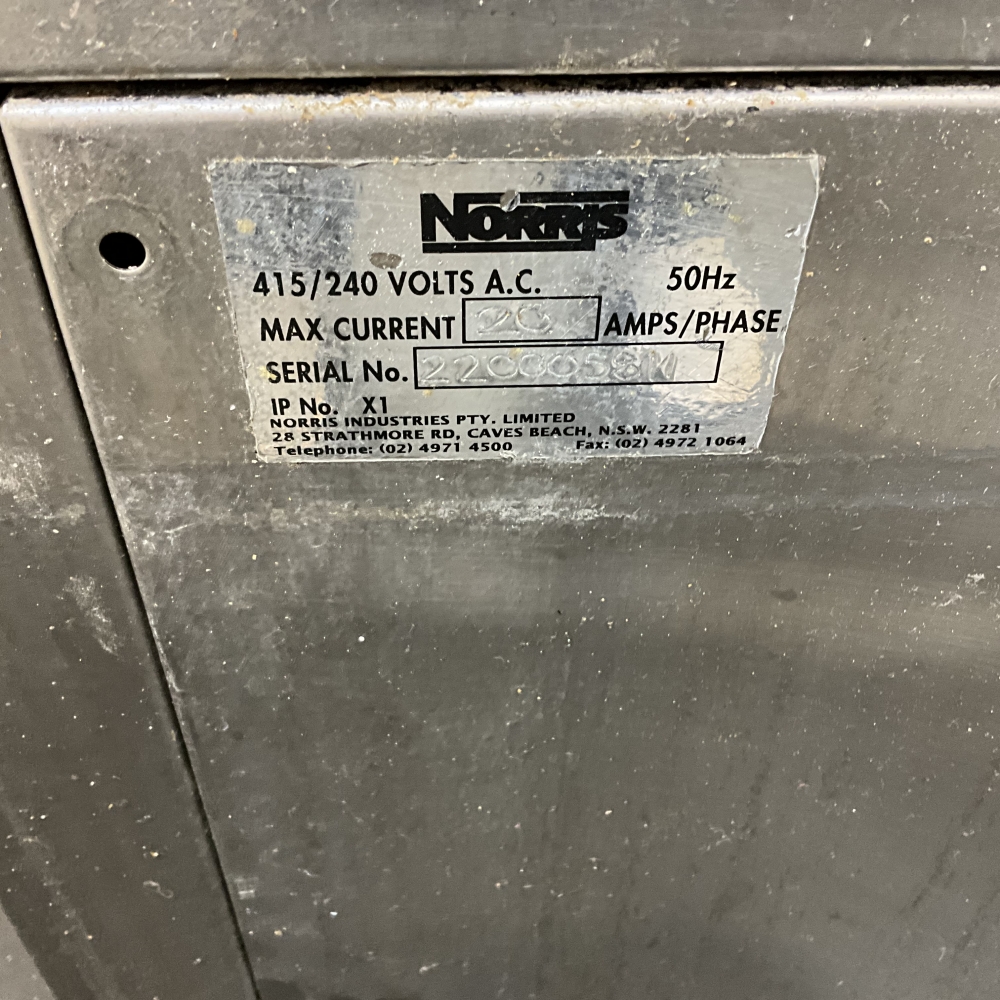 NORRIS
415/240 VOLTS A.C. 50Hz
MAX CURRENT AMPS/PHASE
SERIAL No.
IP No. X1
NORRIS INDUSTRIES PTY. LIMITED
28 STRATHMORE RD, CAVES BEACH, N.S.W. 2281
Telephone: (02) 4971 4500 Fax: (02) 4972 1064